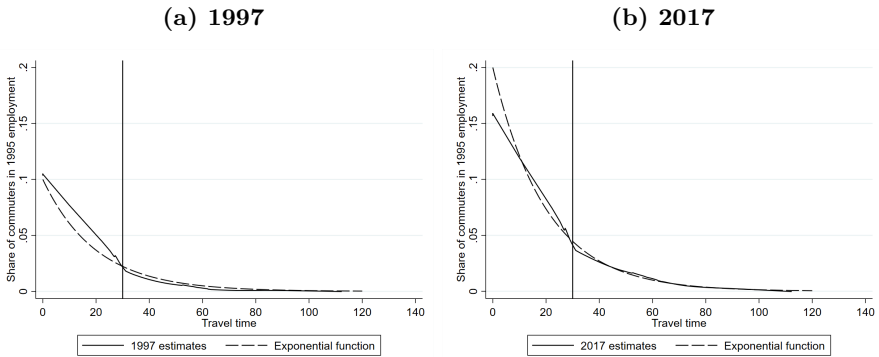 (a) 1997
Share of commuters in 1995 employment
.2
.15
.1
.05
0
0 20 40 60 80 100 120 140
Travel time
1997 estimates Exponential function
(b) 2017
Share of commuters in 1995 employment
.2
.15
.1
.05
0
0 20 40 60 80 100 120 140
Travel time
2017 estimates Exponential function